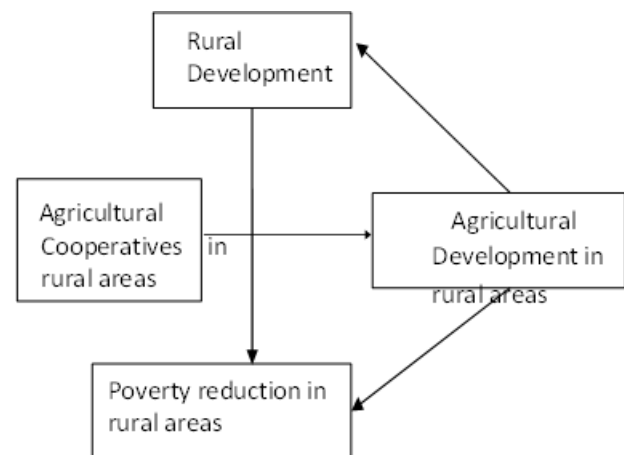 Rural
Development
Agricultural
Cooperatives in
rural areas
Agricultural
Development in
rural areas
Poverty reduction in
rural areas